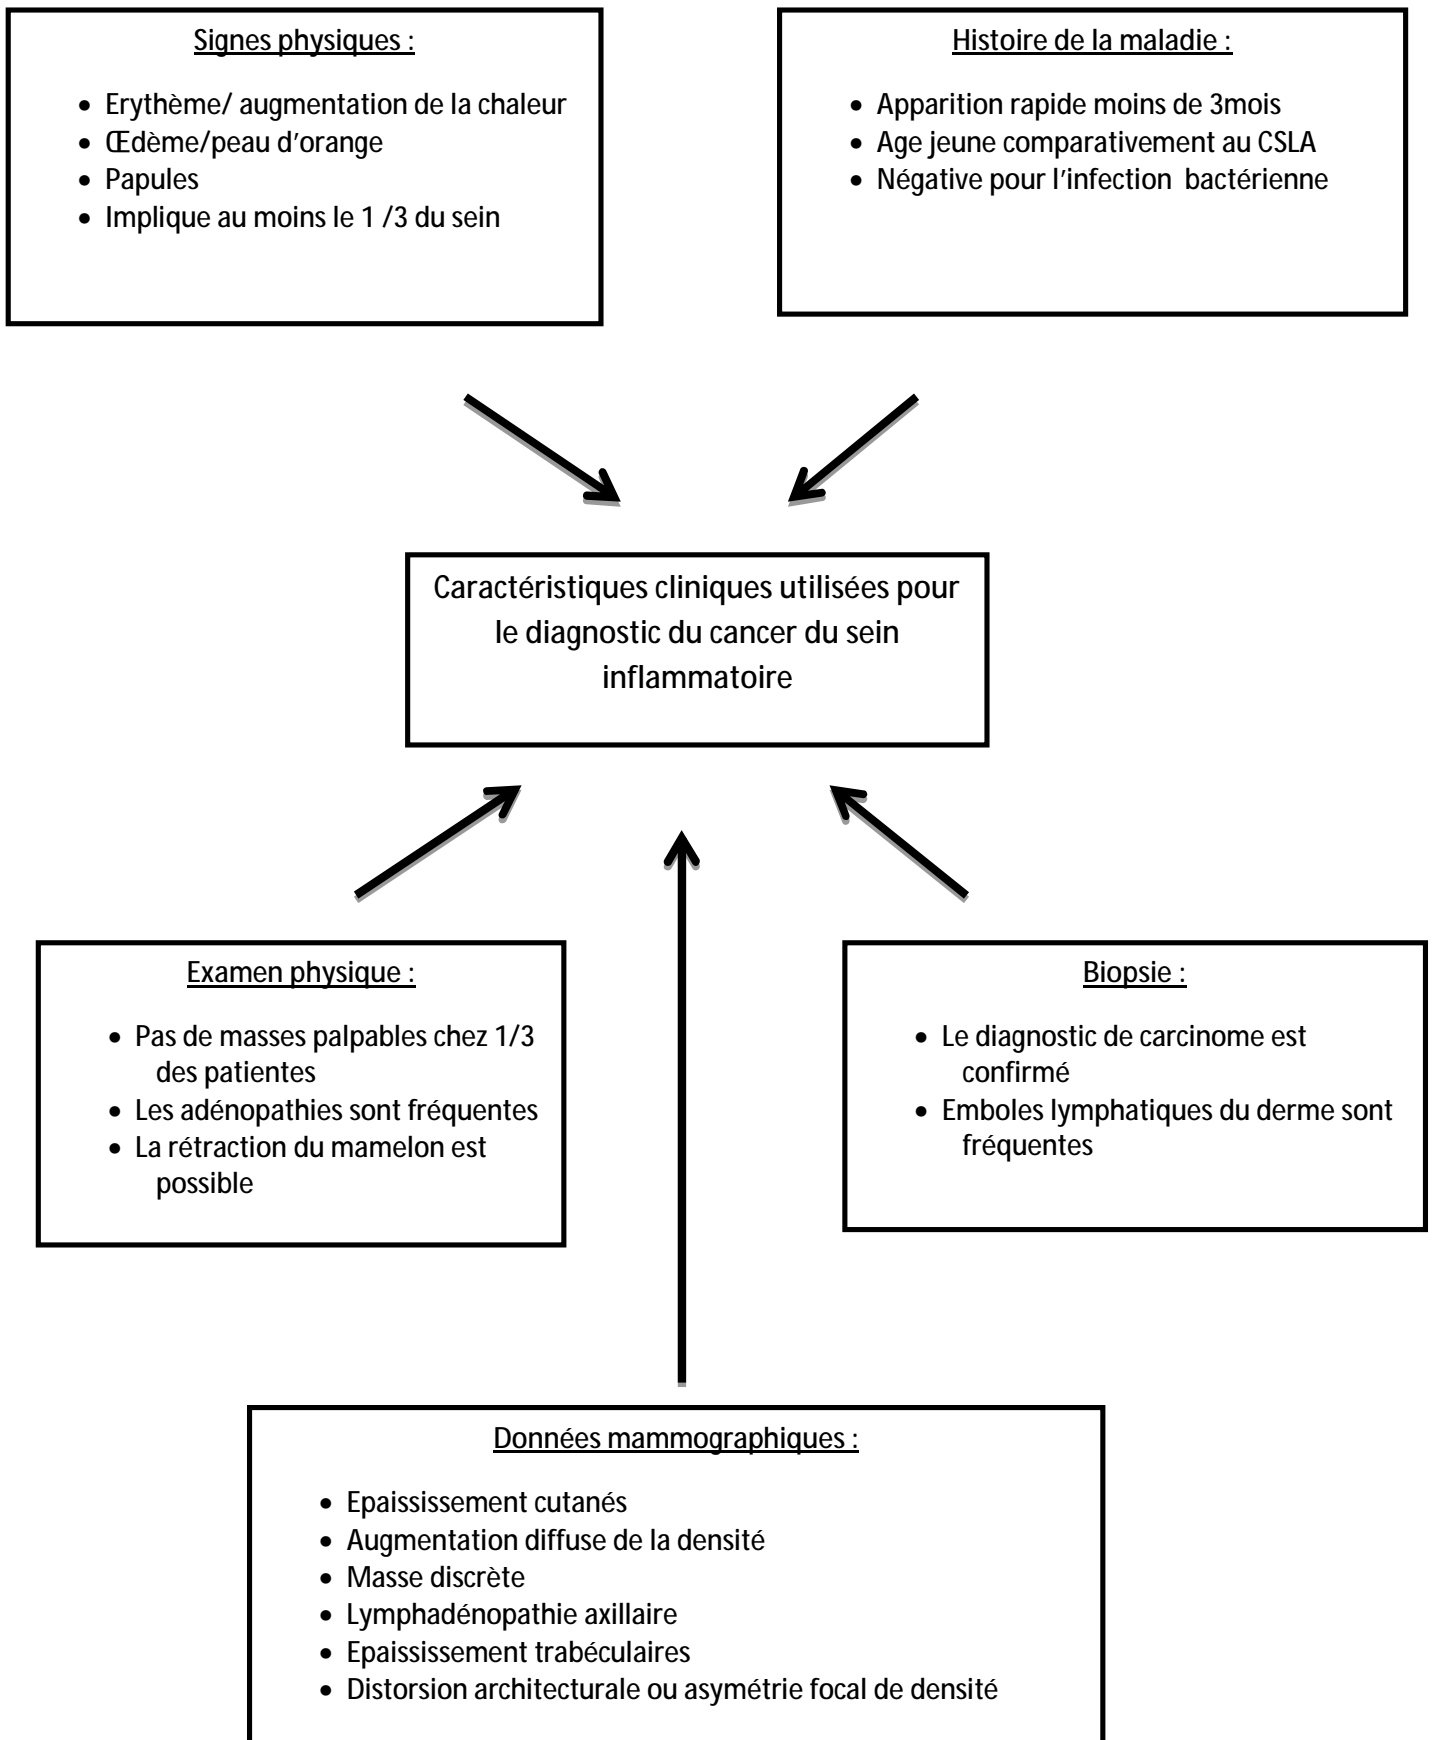 Signes physiques :
• Erythème/ augmentation de la chaleur
• Œdème/peau d'orange
• Papules
• Implique au moins le 1 /3 du sein
Histoire de la maladie :
• Apparition rapide moins de 3mois
• Age jeune comparativement au CSLA
• Négative pour l'infection  bactérienne
Caractéristiques cliniques utilisées pour
le diagnostic du cancer du sein
inflammatoire
Examen physique :
• Pas de masses palpables chez 1/3
des patientes
• Les adénopathies sont fréquentes
• La rétraction du mamelon est
possible
Biopsie :
• Le diagnostic de carcinome est
confirmé
• Emboles lymphatiques du derme sont
fréquentes
Données mammographiques :
• Epaississement cutanés
• Augmentation diffuse de la densité
• Masse discrète
• Lymphadénopathie axillaire
• Epaississement trabéculaires
• Distorsion architecturale ou asymétrie focal de densité